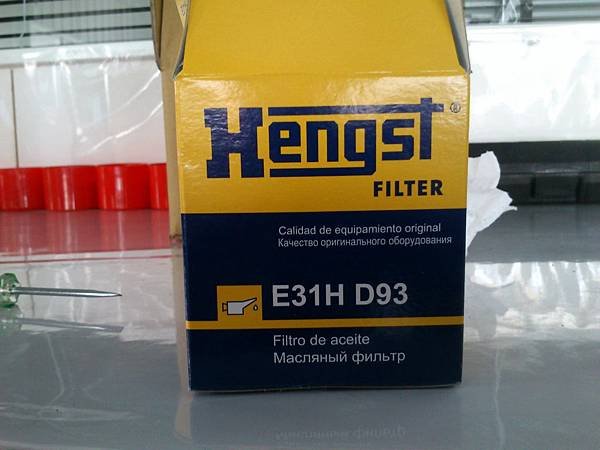 Hengst®
FILTER
Calidad de equipamiento original
Качество оригинального оборудования
E31H D93
Filtro de aceite
Масляный фильтр